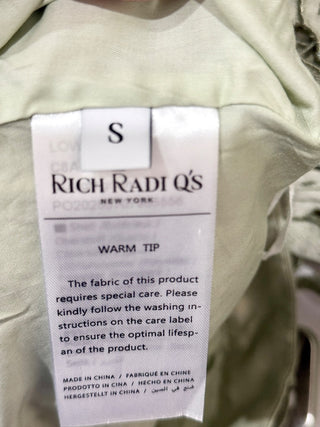 S
RICH RADI Q'S
NEW YORK
WARM TIP
The fabric of this product
requires special care. Please
kindly follow the washing in-
structions on the care label
to ensure the optimal lifesp-
an of the product.
MADE IN CHINA / FABRIQUÉ EN CHINE
PRODOTTO IN CINA / HECHO EN CHINA
HERGESTELLT IN CHINA / صنع في الصين